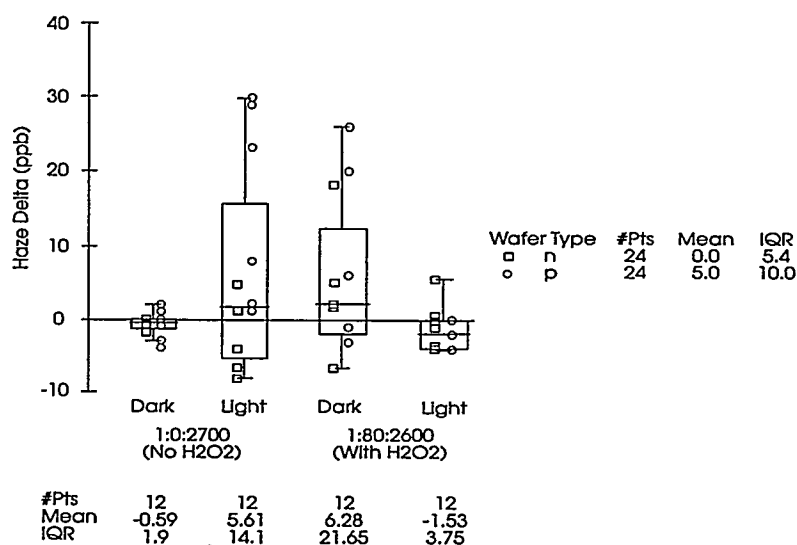 40
30
20
10
0
-10
Haze Delta (ppb)
Wafer Type #Pts Mean IQR
n 24 0.0 5.4
p 24 5.0 10.0
Dark Light Dark Light
1:0:2700 1:80:2600
(No H2O2) (With H2O2)
#Pts 12 12 12 12
Mean -0.59 5.61 6.28 -1.53
IQR 1.9 14.1 21.65 3.75